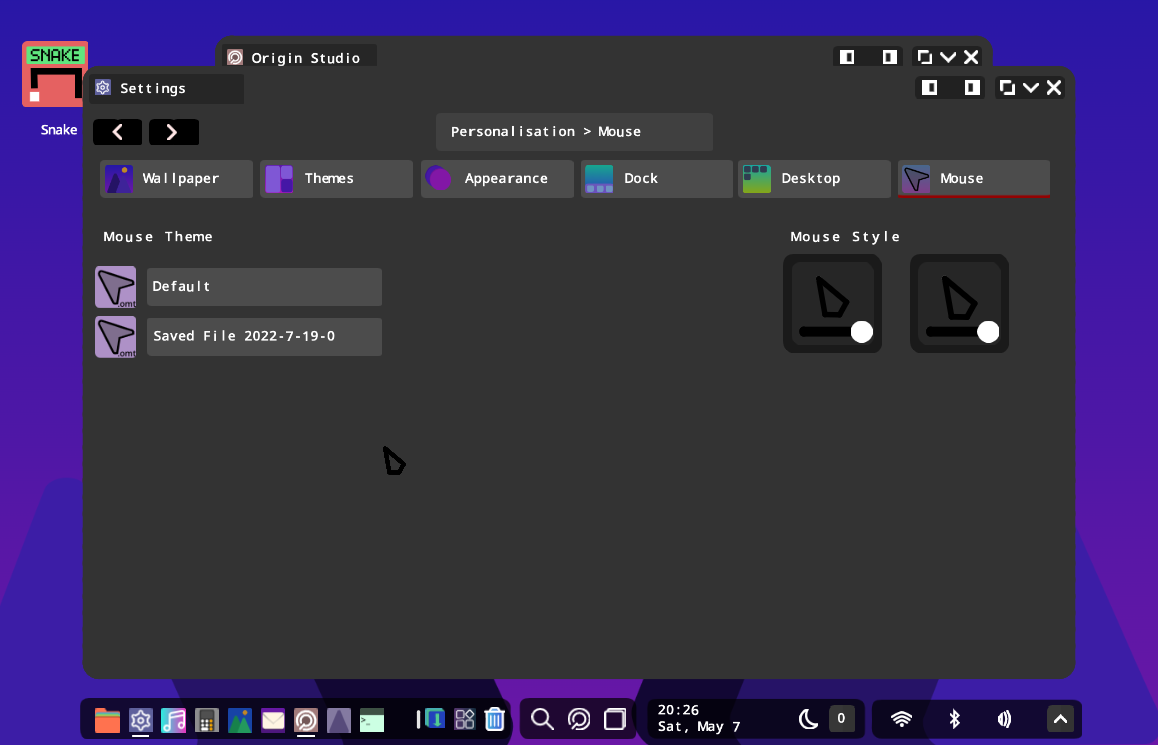 SNAKE
Snake
Origin Studio
Settings
Personalisation > Mouse
Wallpaper
Themes
Appearance
Dock
Desktop
Mouse
Mouse Theme
Mouse Style
.omt
Default
.omt
Saved File 2022-7-19-0
20:26
Sat, May 7
0